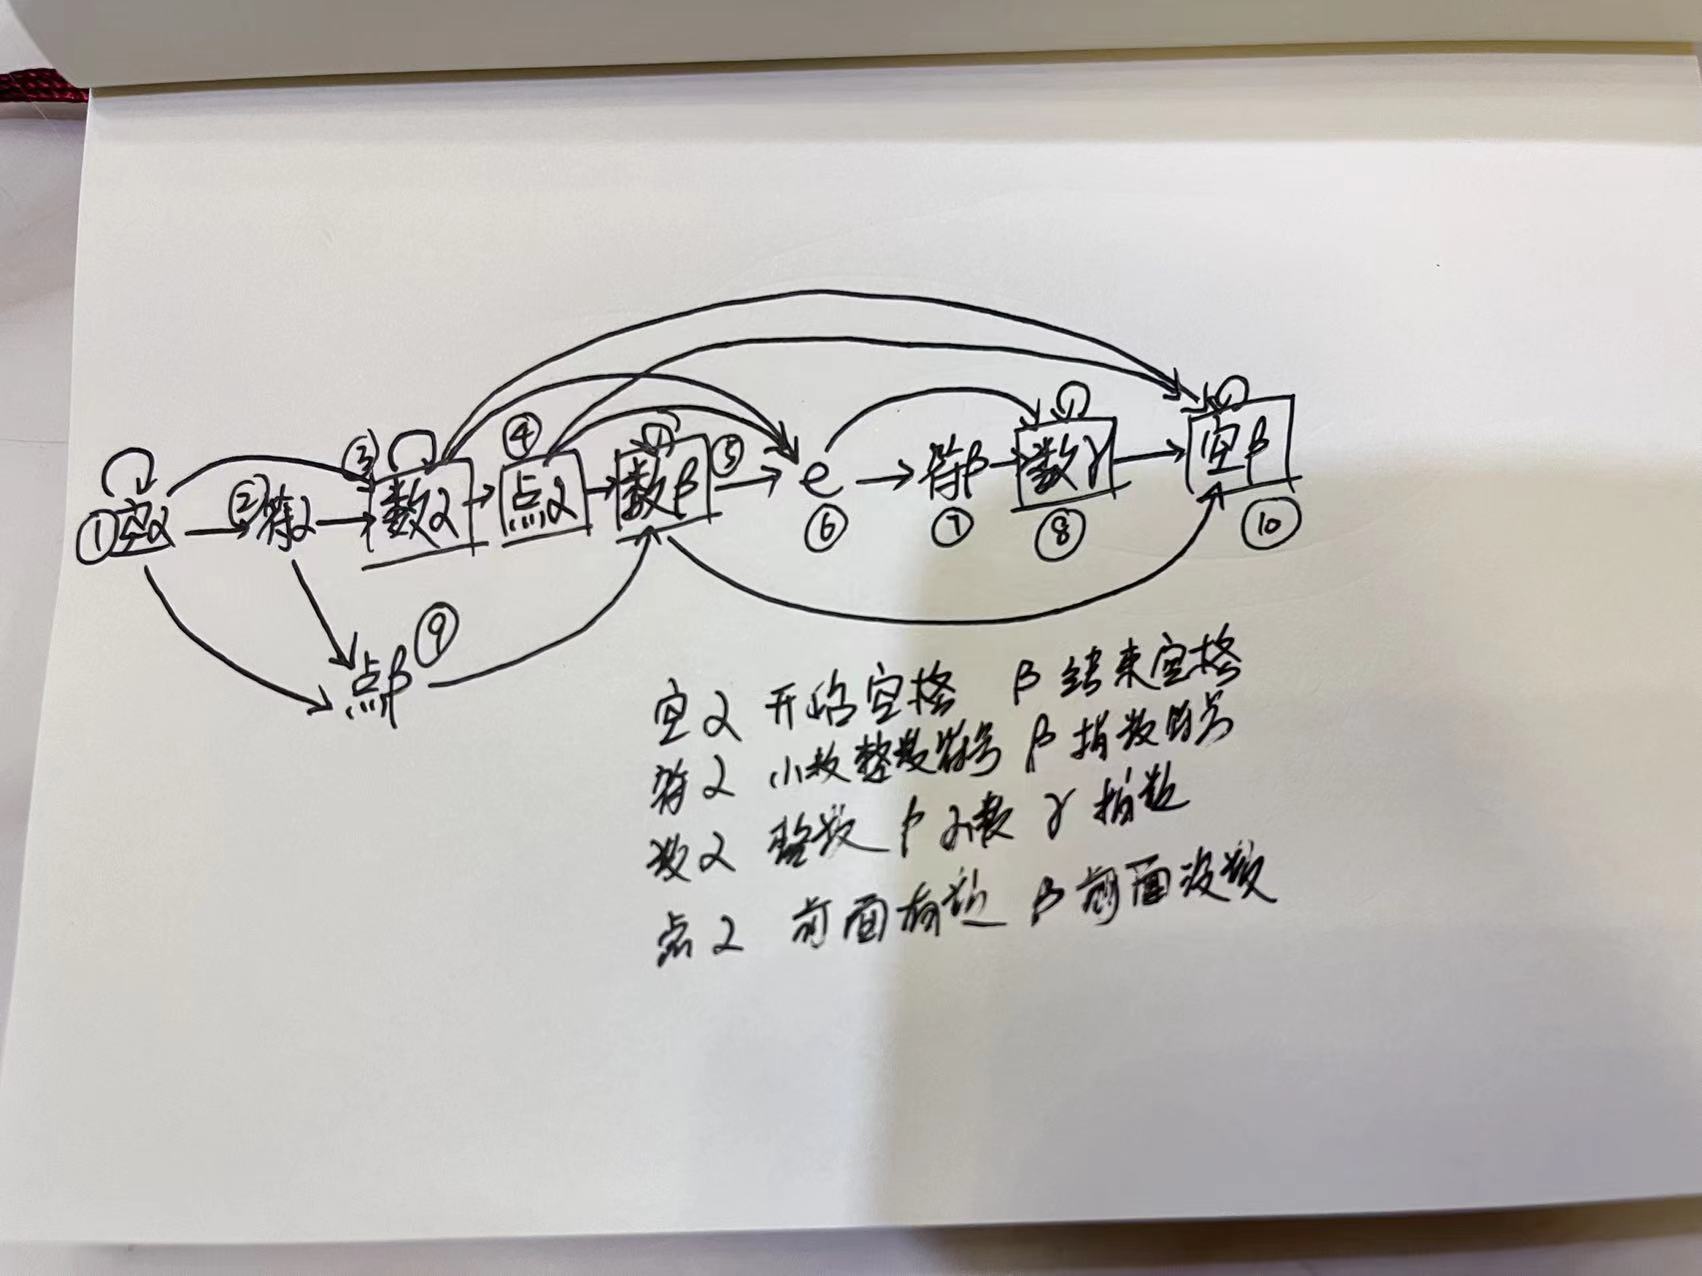 ③ ④
①空α ②符α 数α 点α 数β ⑤ e 符β 数γ 空β
⑥ ⑦ ⑧ ⑩
点β ⑨
空α 开始空格 β 结束空格
符α 小数整数符号 β 指数符号
数α 整数 β 小数 γ 指数
点α 前面有数 β 前面没数